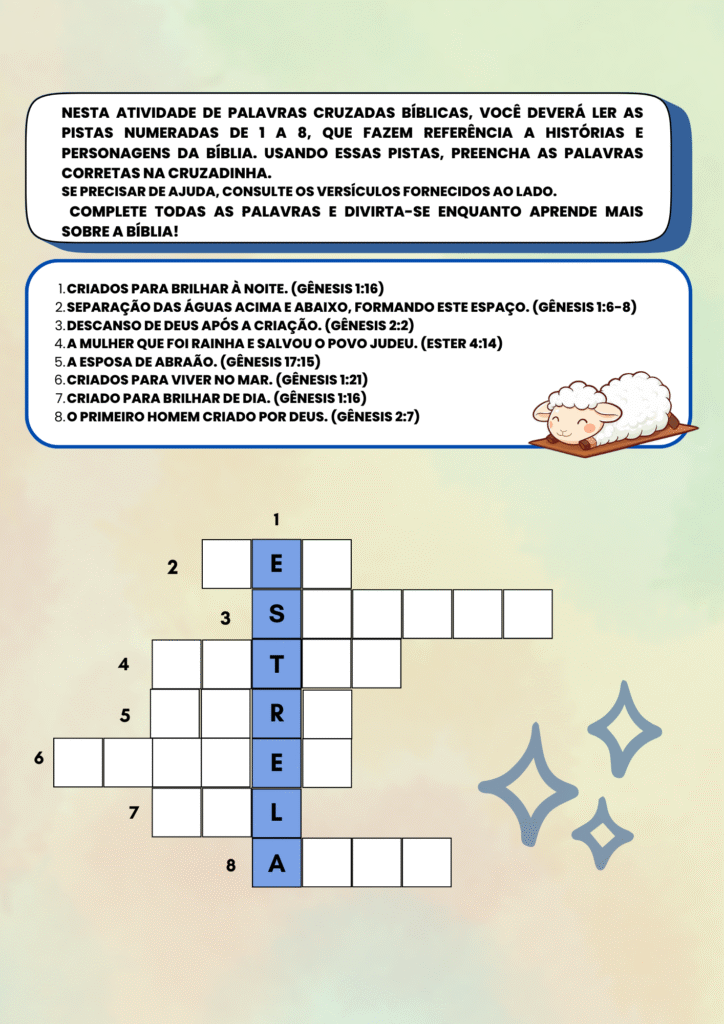 NESTA ATIVIDADE DE PALAVRAS CRUZADAS BÍBLICAS, VOCÊ DEVERÁ LER AS
PISTAS NUMERADAS DE 1 A 8, QUE FAZEM REFERÊNCIA A HISTÓRIAS E
PERSONAGENS DA BÍBLIA. USANDO ESSAS PISTAS, PREENCHA AS PALAVRAS
CORRETAS NA CRUZADINHA.
SE PRECISAR DE AJUDA, CONSULTE OS VERSÍCULOS FORNECIDOS AO LADO.
COMPLETE TODAS AS PALAVRAS E DIVIRTA-SE ENQUANTO APRENDE MAIS
SOBRE A BÍBLIA!
1. CRIADOS PARA BRILHAR À NOITE. (GÊNESIS 1:16)
2. SEPARAÇÃO DAS ÁGUAS ACIMA E ABAIXO, FORMANDO ESTE ESPAÇO. (GÊNESIS 1:6-8)
3. DESCANSO DE DEUS APÓS A CRIAÇÃO. (GÊNESIS 2:2)
4. A MULHER QUE FOI RAINHA E SALVOU O POVO JUDEU. (ESTER 4:14)
5. A ESPOSA DE ABRAÃO. (GÊNESIS 17:15)
6. CRIADOS PARA VIVER NO MAR. (GÊNESIS 1:21)
7. CRIADO PARA BRILHAR DE DIA. (GÊNESIS 1:16)
8. O PRIMEIRO HOMEM CRIADO POR DEUS. (GÊNESIS 2:7)
1
2 E
3 S
4 T
5 R
6 E
7 L
8 A